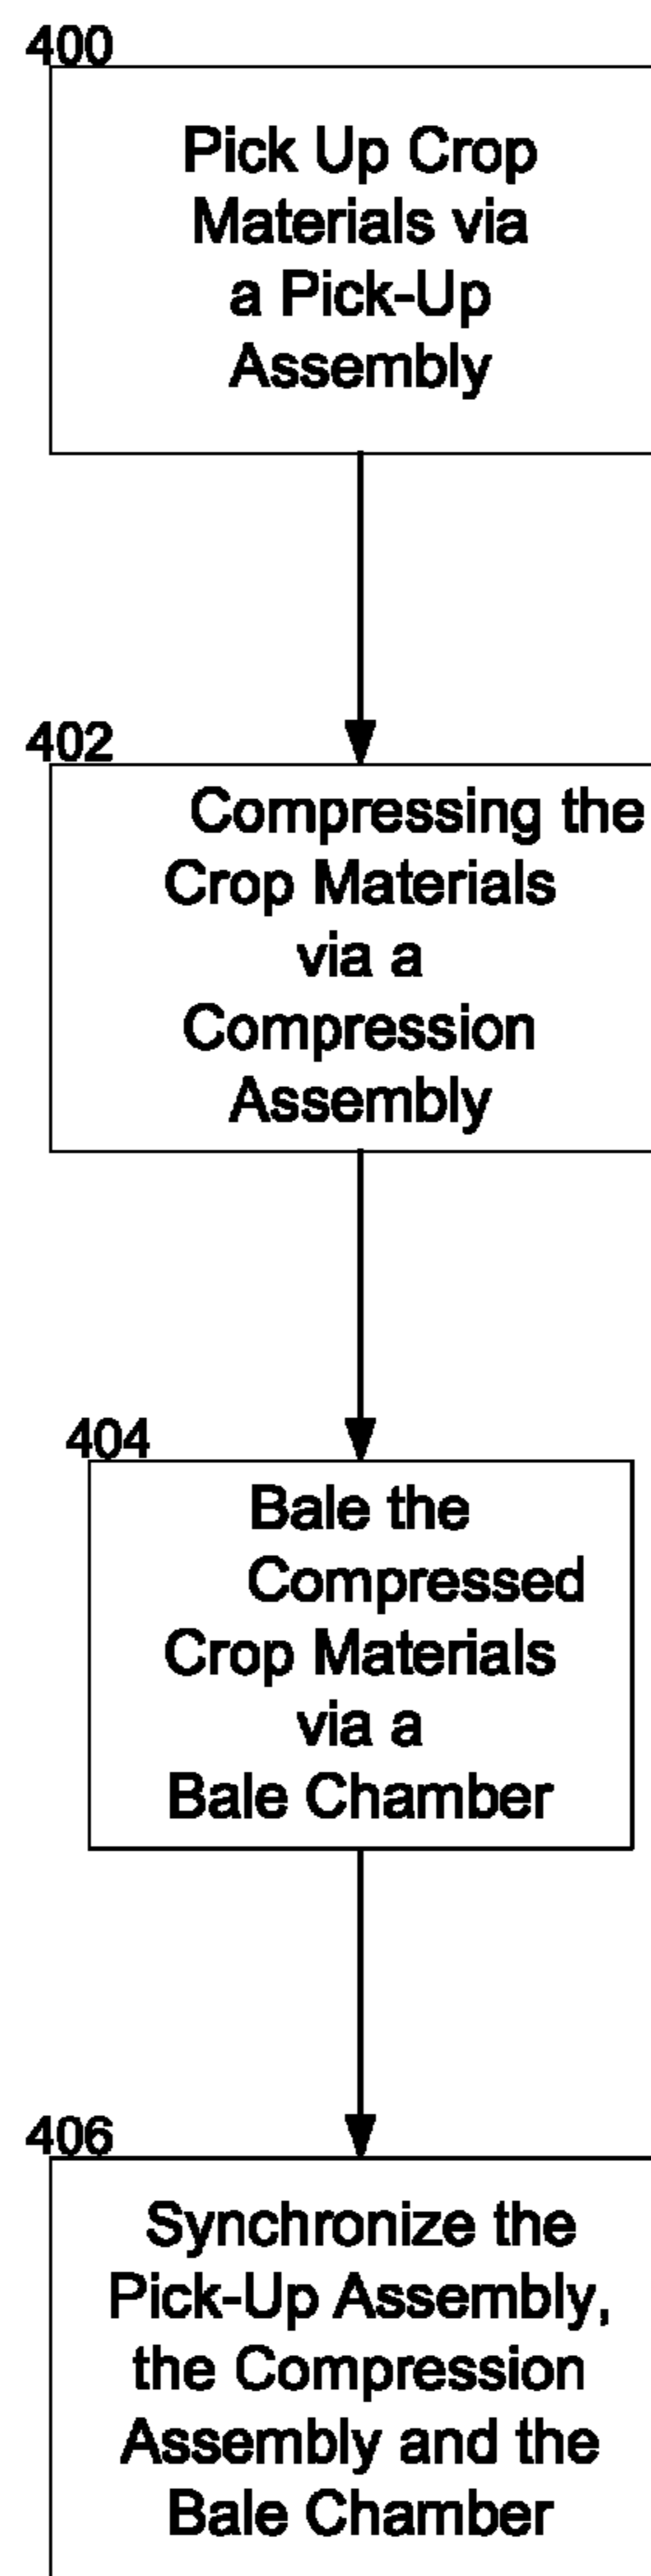 400
Pick Up Crop
Materials via
a Pick-Up
Assembly
402
Compressing the
Crop Materials
via a
Compression
Assembly
404
Bale the
Compressed
Crop Materials
via a
Bale Chamber
406
Synchronize the
Pick-Up Assembly,
the Compression
Assembly and the
Bale Chamber